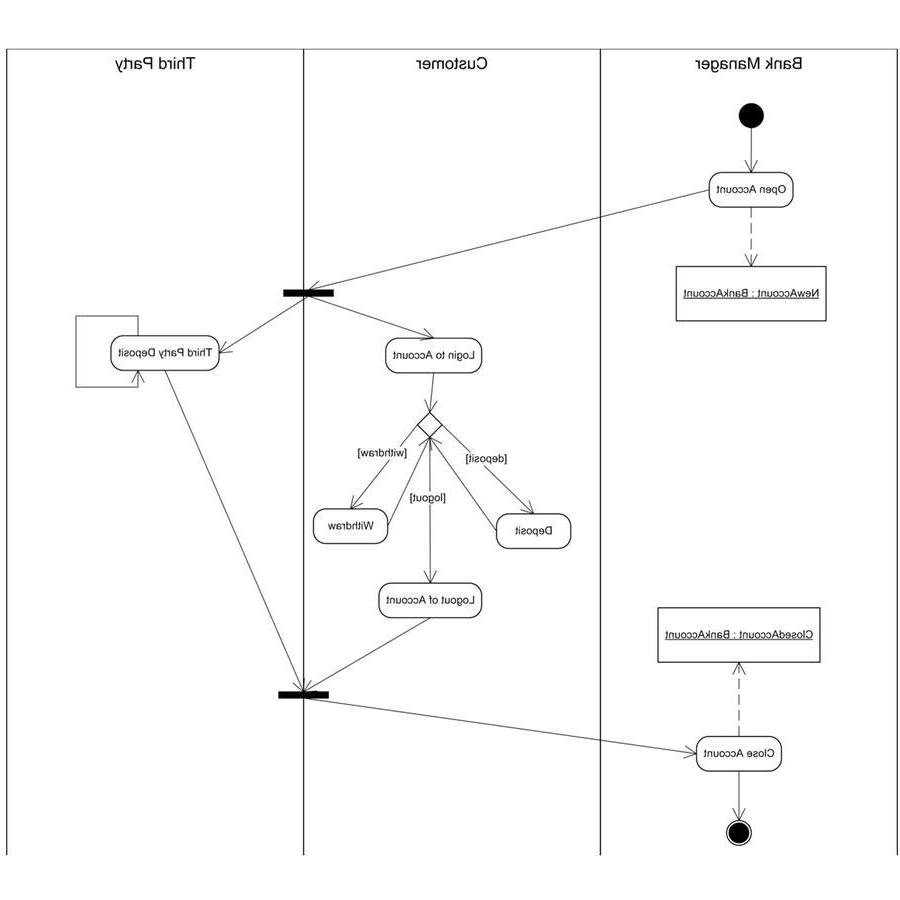 Bank Manager
Customer
Third Party
Open Account
NewAccount : BankAccount
Login to Account
Third Party Deposit
[deposit]
[withdraw]
[logout]
Deposit
Withdraw
Logout of Account
ClosedAccount : BankAccount
Close Account